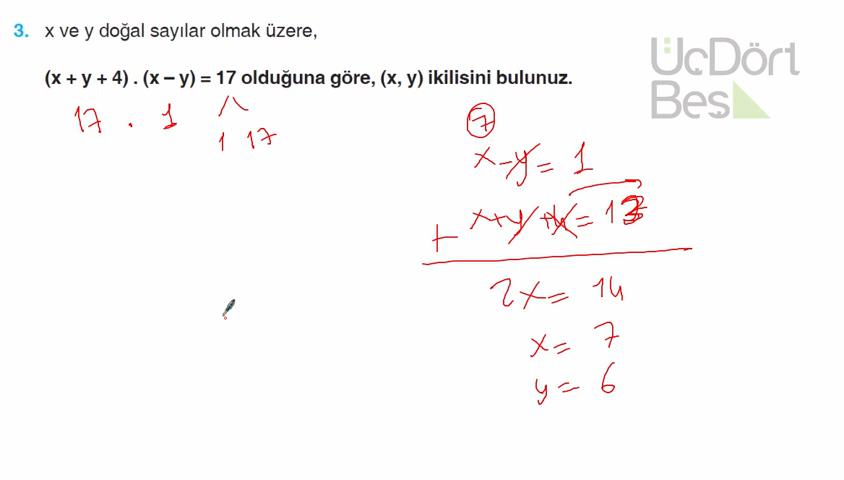 3. x ve y doğal sayılar olmak üzere,
ÜçDört
Beş
(x + y + 4) . (x – y) = 17 olduğuna göre, (x, y) ikilisini bulunuz.
17 . 1
1 17
7
x - y = 1
+ x + y + 4 = 13
2x = 14
x = 7
y = 6